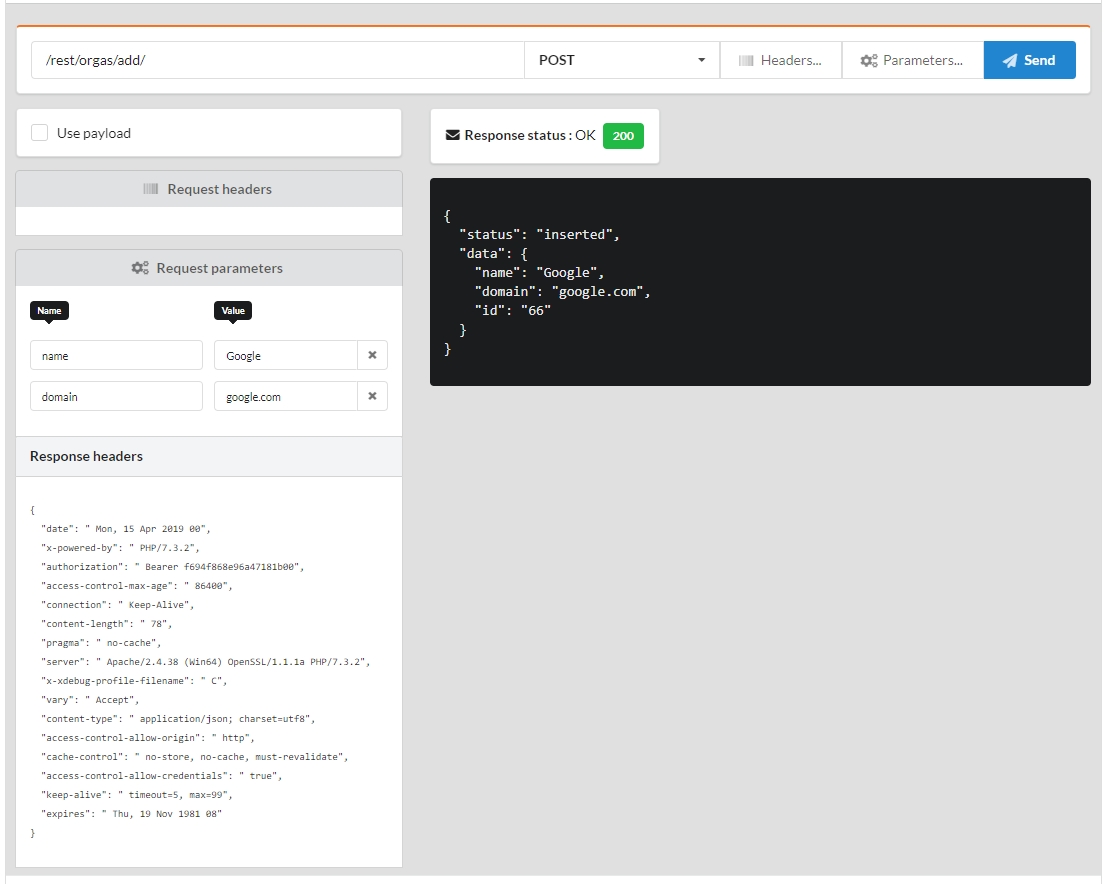 /rest/orgas/add/ POST Headers... Parameters... Send
Use payload
Request headers
Request parameters
Name Value
name Google
domain google.com
Response headers
{
"date": " Mon, 15 Apr 2019 00",
"x-powered-by": " PHP/7.3.2",
"authorization": " Bearer f694f868e96a47181b00",
"access-control-max-age": " 86400",
"connection": " Keep-Alive",
"content-length": " 78",
"pragma": " no-cache",
"server": " Apache/2.4.38 (Win64) OpenSSL/1.1.1a PHP/7.3.2",
"x-xdebug-profile-filename": " C",
"vary": " Accept",
"content-type": " application/json; charset=utf8",
"access-control-allow-origin": " http",
"cache-control": " no-store, no-cache, must-revalidate",
"access-control-allow-credentials": " true",
"keep-alive": " timeout=5, max=99",
"expires": " Thu, 19 Nov 1981 08"
}
Response status : OK 200
{
"status": "inserted",
"data": {
"name": "Google",
"domain": "google.com",
"id": "66"
}
}